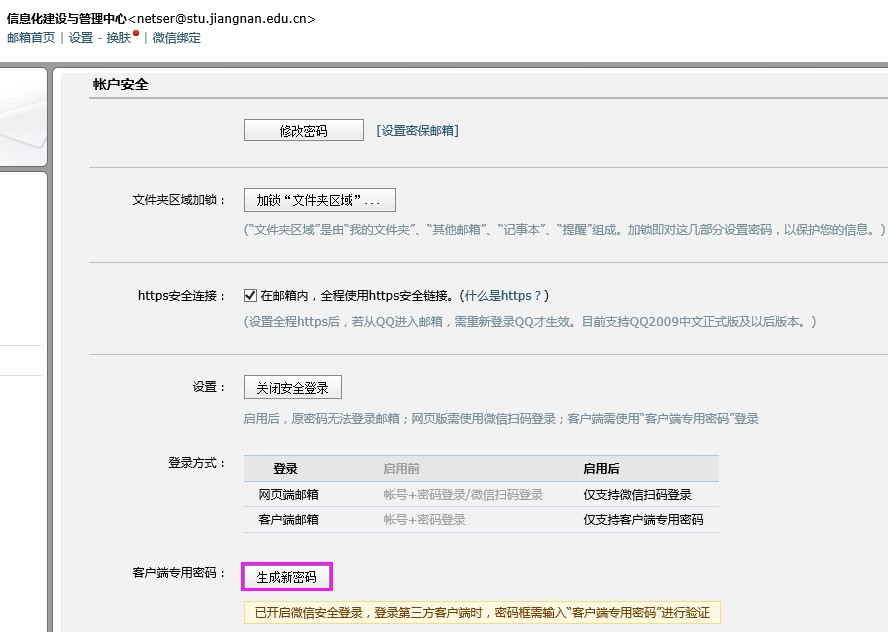 信息化建设与管理中心<netser@stu.jiangnan.edu.cn>
邮箱首页 | 设置 - 换肤 | 微信绑定
帐户安全
修改密码 [设置密保邮箱]
文件夹区域加锁： 加锁“文件夹区域”...
(“文件夹区域”是由“我的文件夹”、“其他邮箱”、“记事本”、“提醒”组成。加锁即对这几部分设置密码，以保护您的信息。)
https安全连接： 在邮箱内，全程使用https安全链接。(什么是https？)
(设置全程https后，若从QQ进入邮箱，需重新登录QQ才生效。目前支持QQ2009中文正式版及以后版本。)
设置： 关闭安全登录
启用后，原密码无法登录邮箱；网页版需使用微信扫码登录；客户端需使用“客户端专用密码”登录
登录方式： 登录 启用前 启用后
网页端邮箱 帐号+密码登录/微信扫码登录 仅支持微信扫码登录
客户端邮箱 帐号+密码登录 仅支持客户端专用密码
客户端专用密码： 生成新密码
已开启微信安全登录，登录第三方客户端时，密码框需输入“客户端专用密码”进行验证